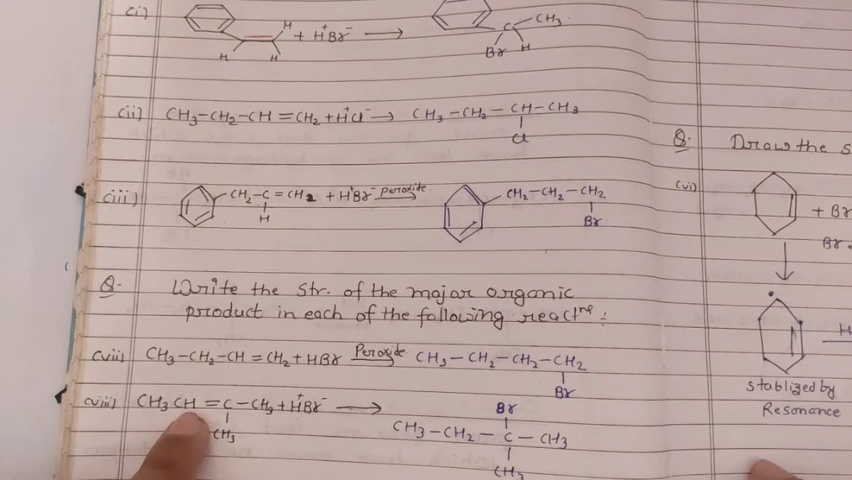 (i) H + H⁺Br⁻ ⟶ C CH3
H H Br H
(ii) CH3–CH2–CH=CH2 + H⁺Cl⁻ → CH3–CH2–CH–CH3
Cl
(iii) CH2–C=CH2 + H⁺Br⁻ peroxide CH2–CH2–CH2
H Br
Q. Write the str. of the major organic
product in each of the following reactⁿˢ:
(vii) CH3–CH2–CH=CH2 + HBr Peroxide CH3–CH2–CH2–CH2
Br
(viii) CH3CH=C–CH3 + H⁺Br⁻ ⟶ Br
CH3 CH3–CH2–C–CH3
CH3
Q. Draw the s
(vi) + Br
Br.
H
stablized by
Resonance